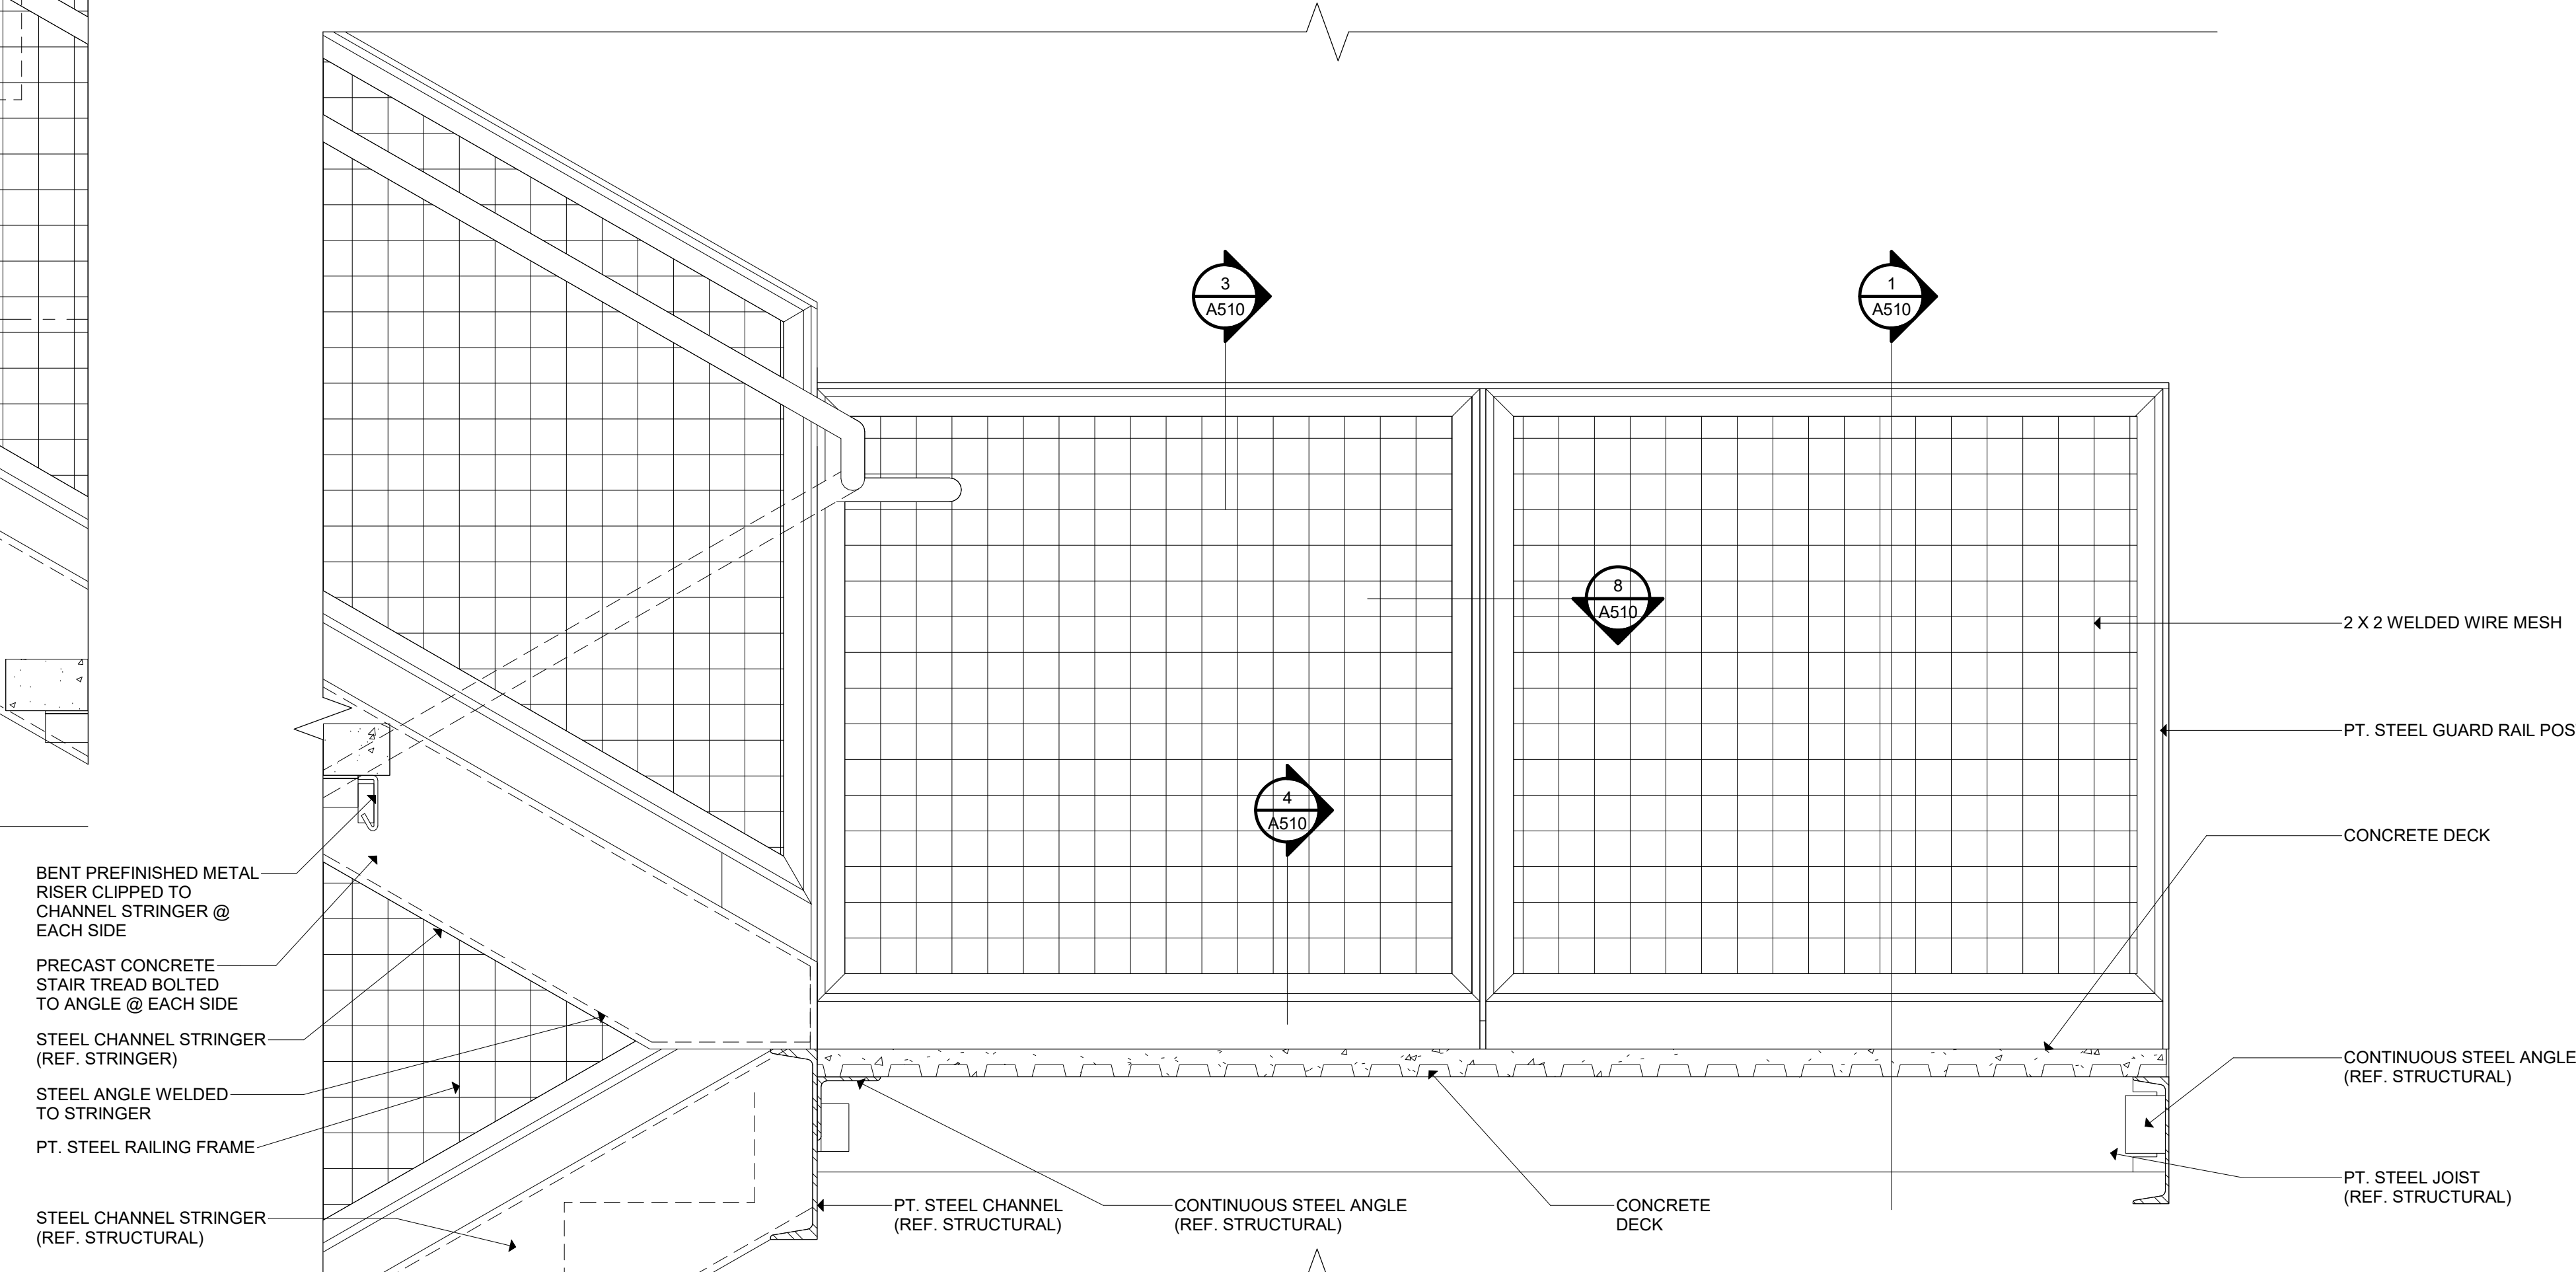 3
A510
1
A510
8
A510
4
A510
2 X 2 WELDED WIRE MESH
PT. STEEL GUARD RAIL POS
CONCRETE DECK
CONTINUOUS STEEL ANGLE
(REF. STRUCTURAL)
PT. STEEL JOIST
(REF. STRUCTURAL)
BENT PREFINISHED METAL
RISER CLIPPED TO
CHANNEL STRINGER @
EACH SIDE
PRECAST CONCRETE
STAIR TREAD BOLTED
TO ANGLE @ EACH SIDE
STEEL CHANNEL STRINGER
(REF. STRINGER)
STEEL ANGLE WELDED
TO STRINGER
PT. STEEL RAILING FRAME
STEEL CHANNEL STRINGER
(REF. STRUCTURAL)
PT. STEEL CHANNEL
(REF. STRUCTURAL)
CONTINUOUS STEEL ANGLE
(REF. STRUCTURAL)
CONCRETE
DECK